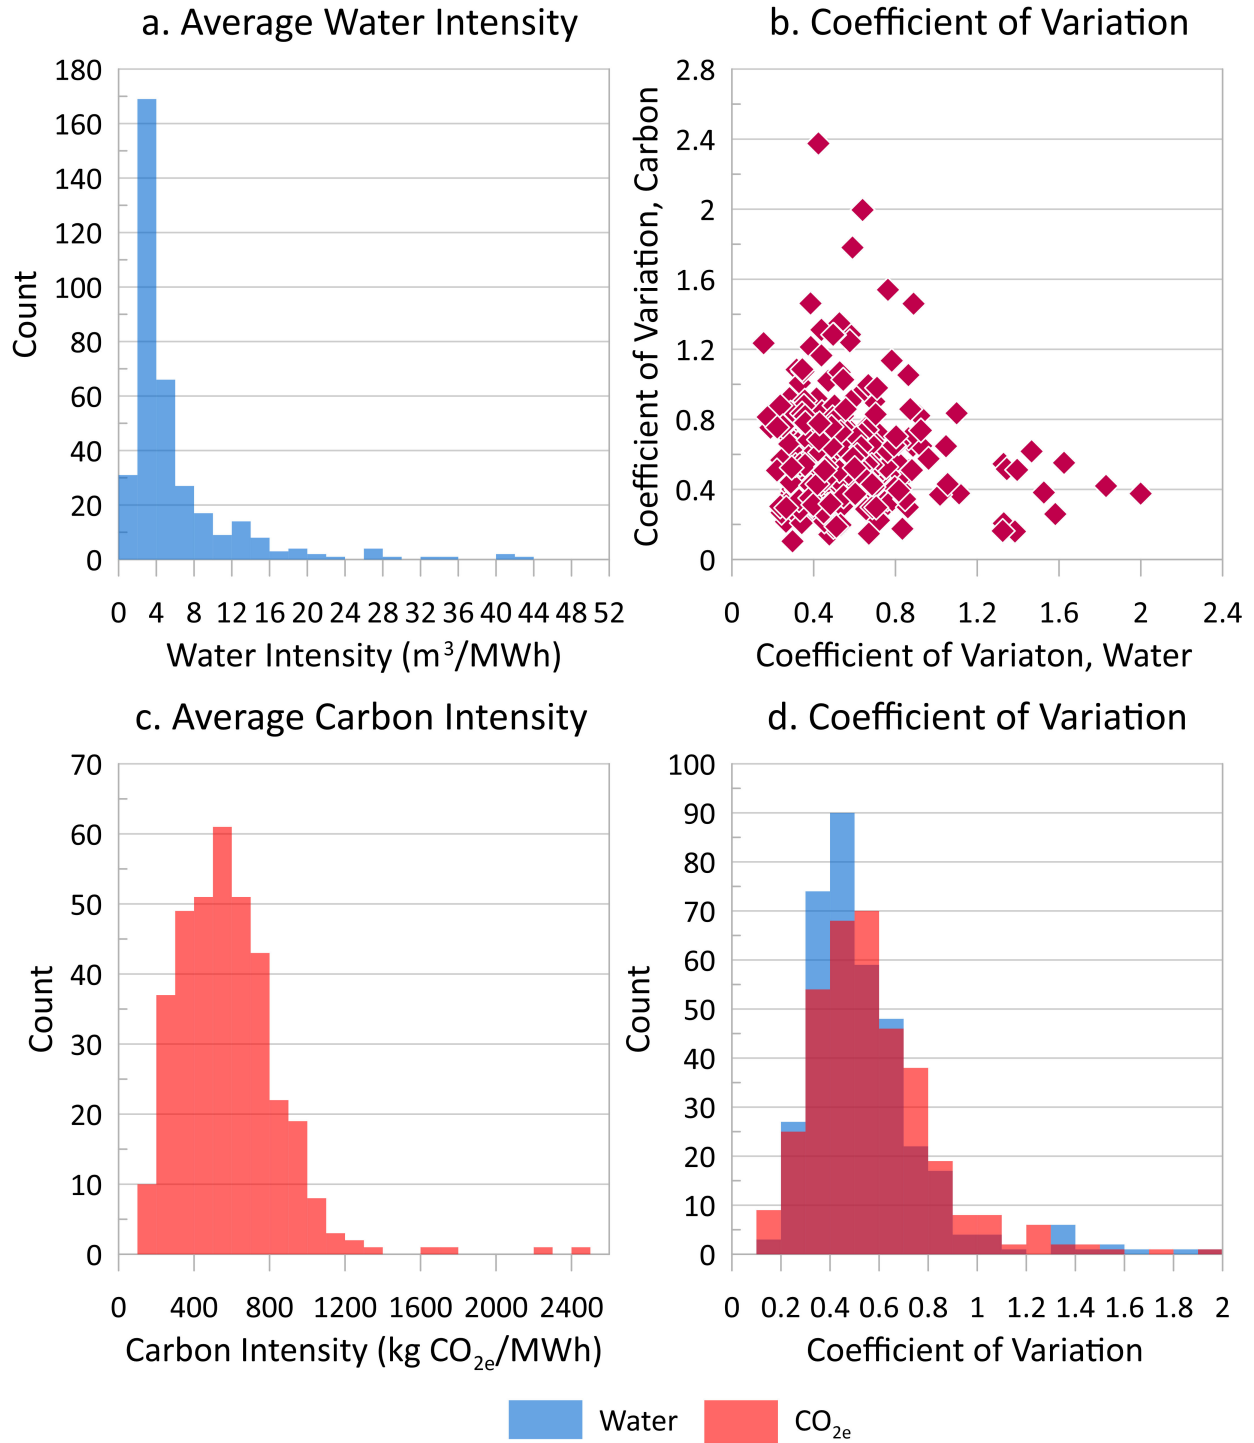 a. Average Water Intensity
180
160
140
120
100
80
60
40
20
0
Count
0 4 8 12 16 20 24 28 32 36 40 44 48 52
Water Intensity (m³/MWh)
b. Coefficient of Variation
2.8
2.4
2
1.6
1.2
0.8
0.4
0
Coefficient of Variation, Carbon
0 0.4 0.8 1.2 1.6 2 2.4
Coefficient of Variaton, Water
c. Average Carbon Intensity
70
60
50
40
30
20
10
0
Count
0 400 800 1200 1600 2000 2400
Carbon Intensity (kg CO₂ₑ/MWh)
d. Coefficient of Variation
100
90
80
70
60
50
40
30
20
10
0
Count
0 0.2 0.4 0.6 0.8 1 1.2 1.4 1.6 1.8 2
Coefficient of Variation
Water CO₂ₑ